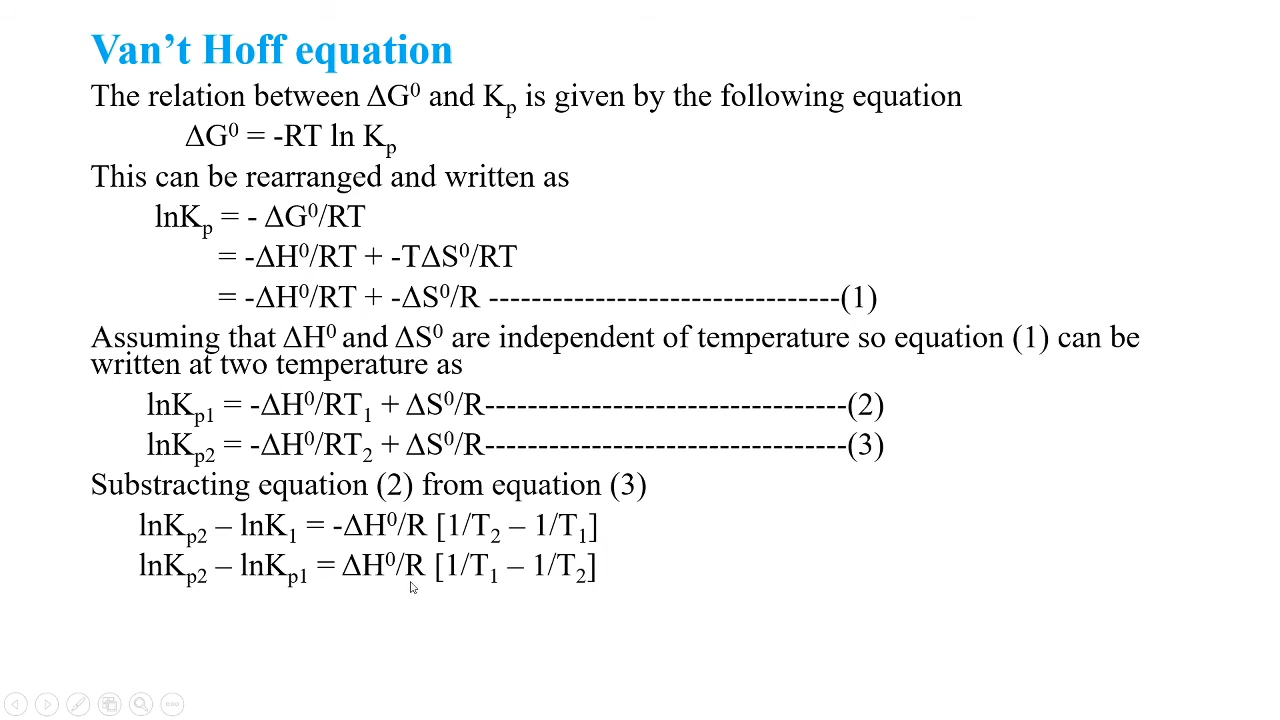 Van’t Hoff equation
The relation between ΔG⁰ and Kₚ is given by the following equation
ΔG⁰ = -RT ln Kₚ
This can be rearranged and written as
lnKₚ = - ΔG⁰/RT
= -ΔH⁰/RT + -TΔS⁰/RT
= -ΔH⁰/RT + -ΔS⁰/R ---------------------------------(1)
Assuming that ΔH⁰ and ΔS⁰ are independent of temperature so equation (1) can be
written at two temperature as
lnKₚ₁ = -ΔH⁰/RT₁ + ΔS⁰/R----------------------------------(2)
lnKₚ₂ = -ΔH⁰/RT₂ + ΔS⁰/R----------------------------------(3)
Substracting equation (2) from equation (3)
lnKₚ₂ – lnK₁ = -ΔH⁰/R [1/T₂ – 1/T₁]
lnKₚ₂ – lnKₚ₁ = ΔH⁰/R [1/T₁ – 1/T₂]